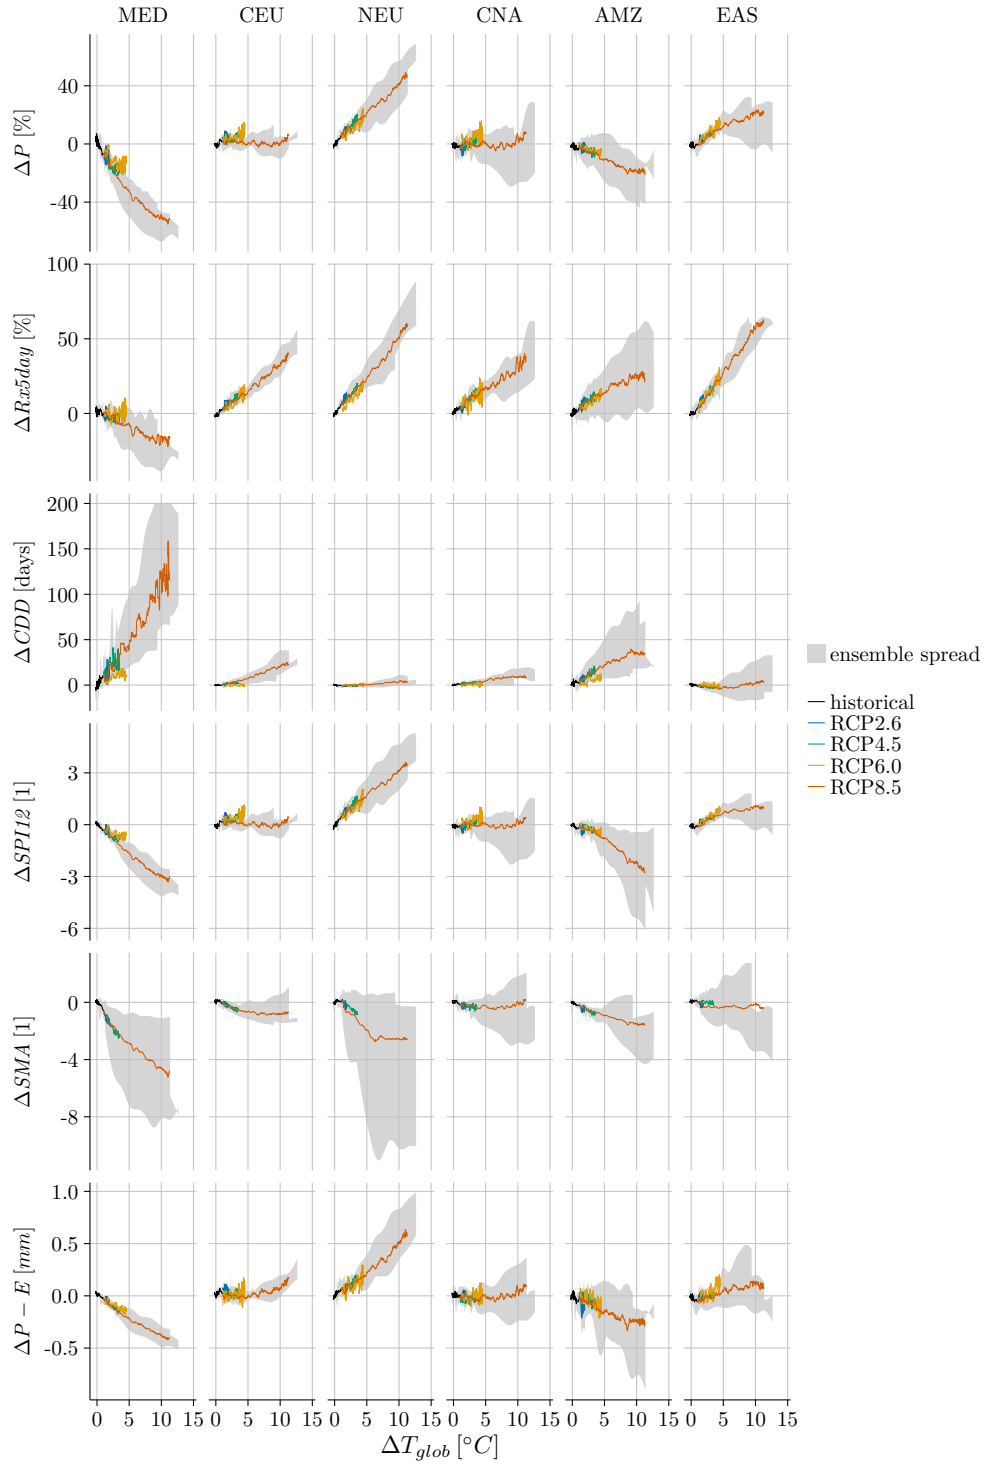 MED CEU NEU CNA AMZ EAS
ΔP [%]
40
0
-40
ΔRx5day [%]
100
50
0
ΔCDD [days]
200
150
100
50
0
ΔSPI12 [1]
3
0
-3
-6
ΔSMA [1]
0
-4
-8
ΔP − E [mm]
1.0
0.5
0.0
-0.5
0 5 10 15 0 5 10 15 0 5 10 15 0 5 10 15 0 5 10 15 0 5 10 15
ΔT_glob [°C]
ensemble spread
historical
RCP2.6
RCP4.5
RCP6.0
RCP8.5